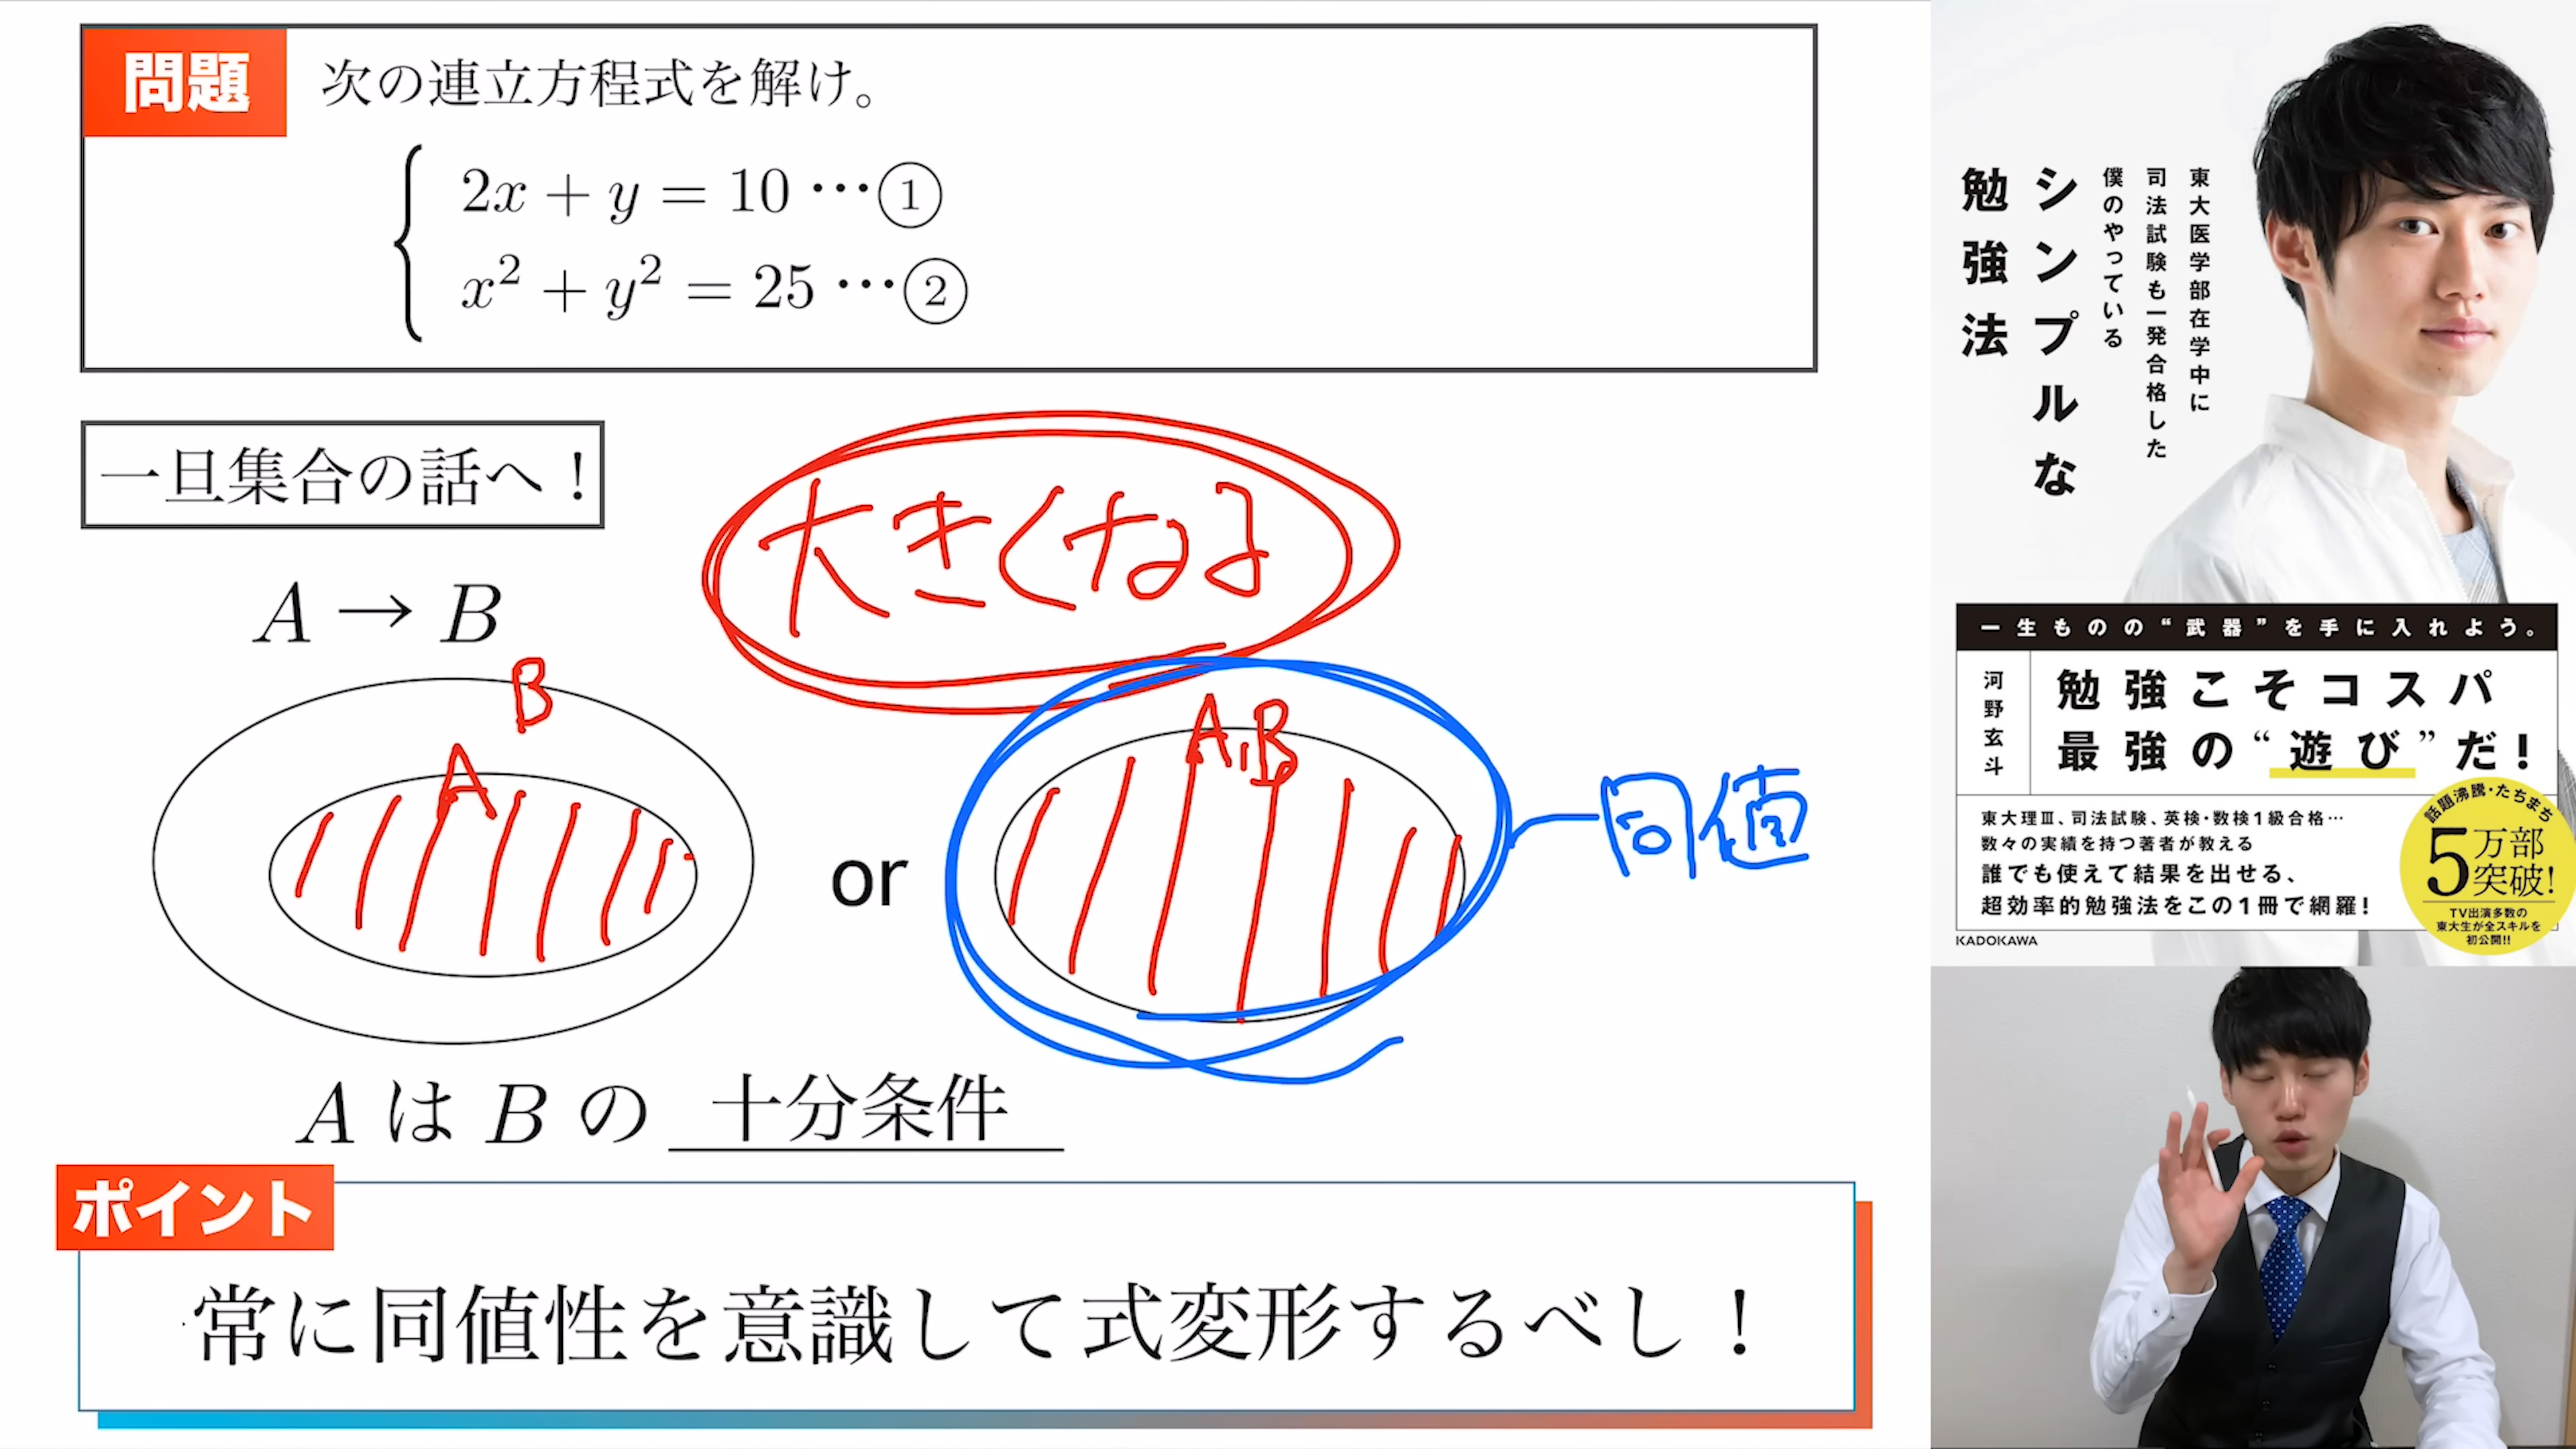 問題
次の連立方程式を解け。
2x + y = 10 ⋯①
x² + y² = 25 ⋯②
一旦集合の話へ！
大きくなる
A → B
B
A
or
A,B
同値
A は B の 十分条件
ポイント
常に同値性を意識して式変形するべし！
東大医学部在学中に
司法試験も一発合格した
僕のやっている
シンプルな
勉強法
一生ものの“武器”を手に入れよう。
河野玄斗
勉強こそコスパ
最強の“遊び”だ！
東大理Ⅲ、司法試験、英検・数検1級合格…
数々の実績を持つ著者が教える
誰でも使えて結果を出せる、
超効率的勉強法をこの1冊で網羅！
話題沸騰・たちまち
5万部
突破！
TV出演多数の
東大生が全スキルを
初公開!!
KADOKAWA